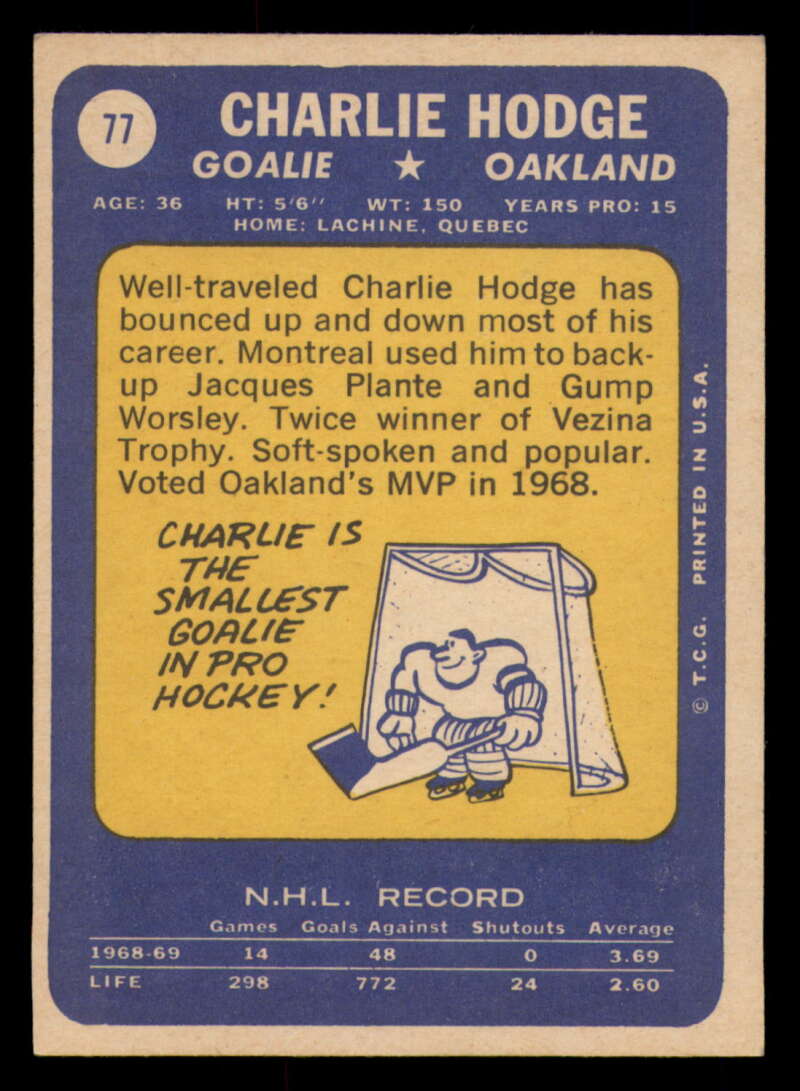 77
CHARLIE HODGE
GOALIE ★ OAKLAND
AGE: 36 HT: 5'6" WT: 150 YEARS PRO: 15
HOME: LACHINE, QUEBEC
Well-traveled Charlie Hodge has
bounced up and down most of his
career. Montreal used him to back-
up Jacques Plante and Gump
Worsley. Twice winner of Vezina
Trophy. Soft-spoken and popular.
Voted Oakland's MVP in 1968.
CHARLIE IS
THE
SMALLEST
GOALIE
IN PRO
HOCKEY!
© T.C.G. PRINTED IN U.S.A.
N.H.L. RECORD
Games Goals Against Shutouts Average
1968-69 14 48 0 3.69
LIFE 298 772 24 2.60